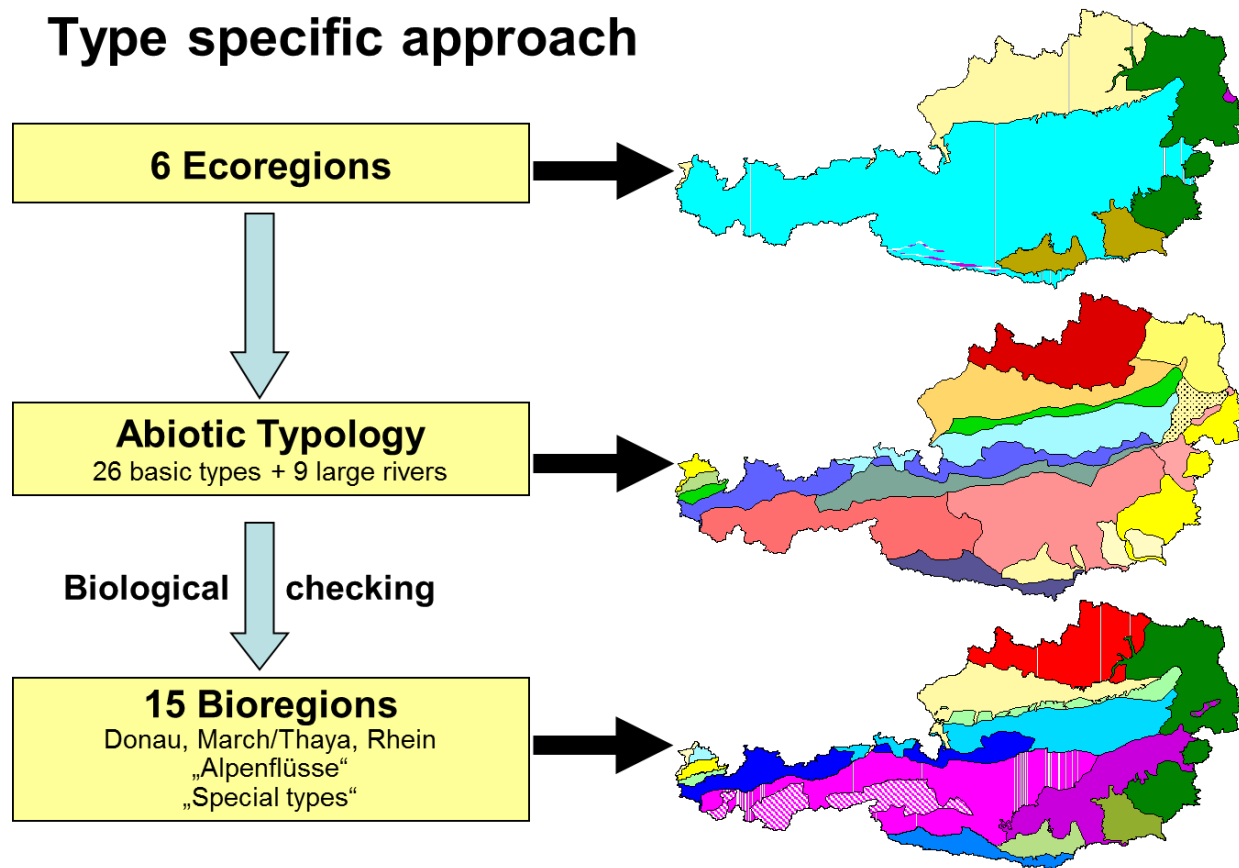 Type specific approach
6 Ecoregions
Abiotic Typology
26 basic types + 9 large rivers
Biological checking
15 Bioregions
Donau, March/Thaya, Rhein
„Alpenflüsse“
„Special types“